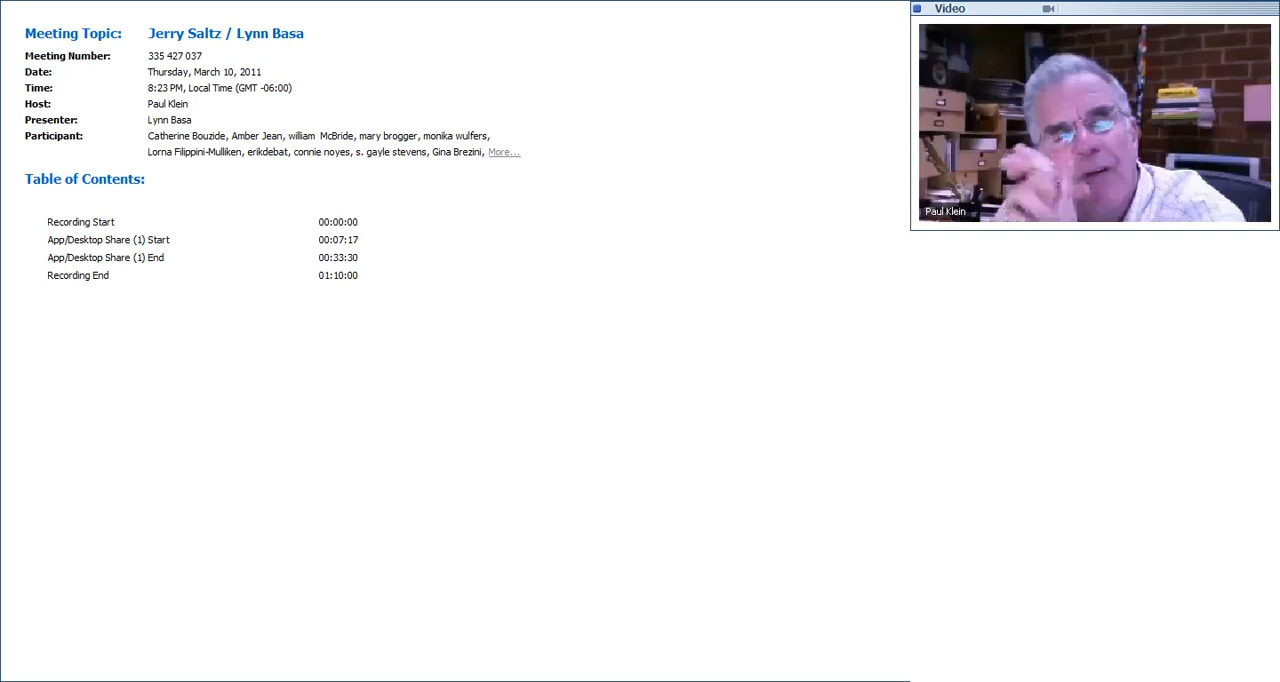 Meeting Topic: Jerry Saltz / Lynn Basa
Meeting Number: 335 427 037
Date: Thursday, March 10, 2011
Time: 8:23 PM, Local Time (GMT -06:00)
Host: Paul Klein
Presenter: Lynn Basa
Participant: Catherine Bouzide, Amber Jean, william  McBride, mary brogger, monika wulfers,
Lorna Filippini-Mulliken, erikdebat, connie noyes, s. gayle stevens, Gina Brezini, More...
Table of Contents:
Recording Start 00:00:00
App/Desktop Share (1) Start 00:07:17
App/Desktop Share (1) End 00:33:30
Recording End 01:10:00
Video
Paul Klein